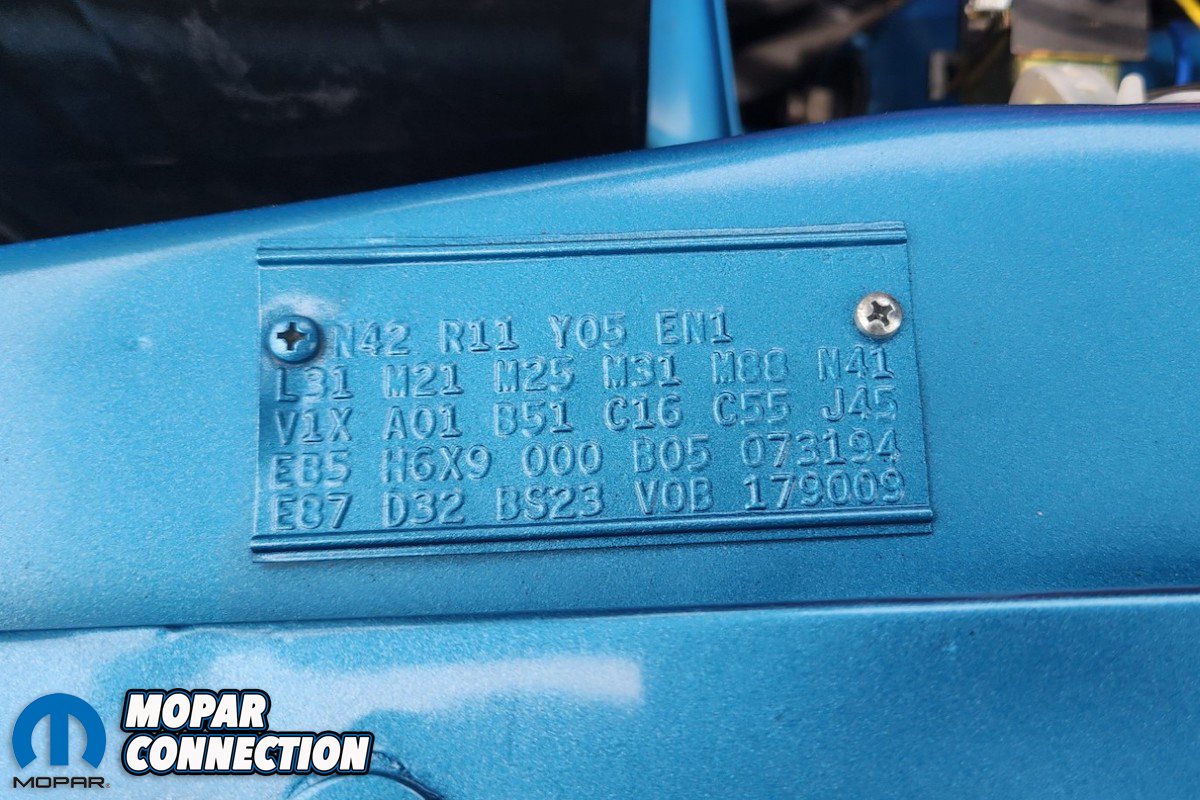 N42 R11 Y05 EN1
L31 M21 M25 M31 M88 N41
V1X A01 B51 C16 C55 J45
E85 H6X9 000 B05 073194
E87 D32 BS23 V0B 179009
MOPAR
CONNECTION
MOPAR